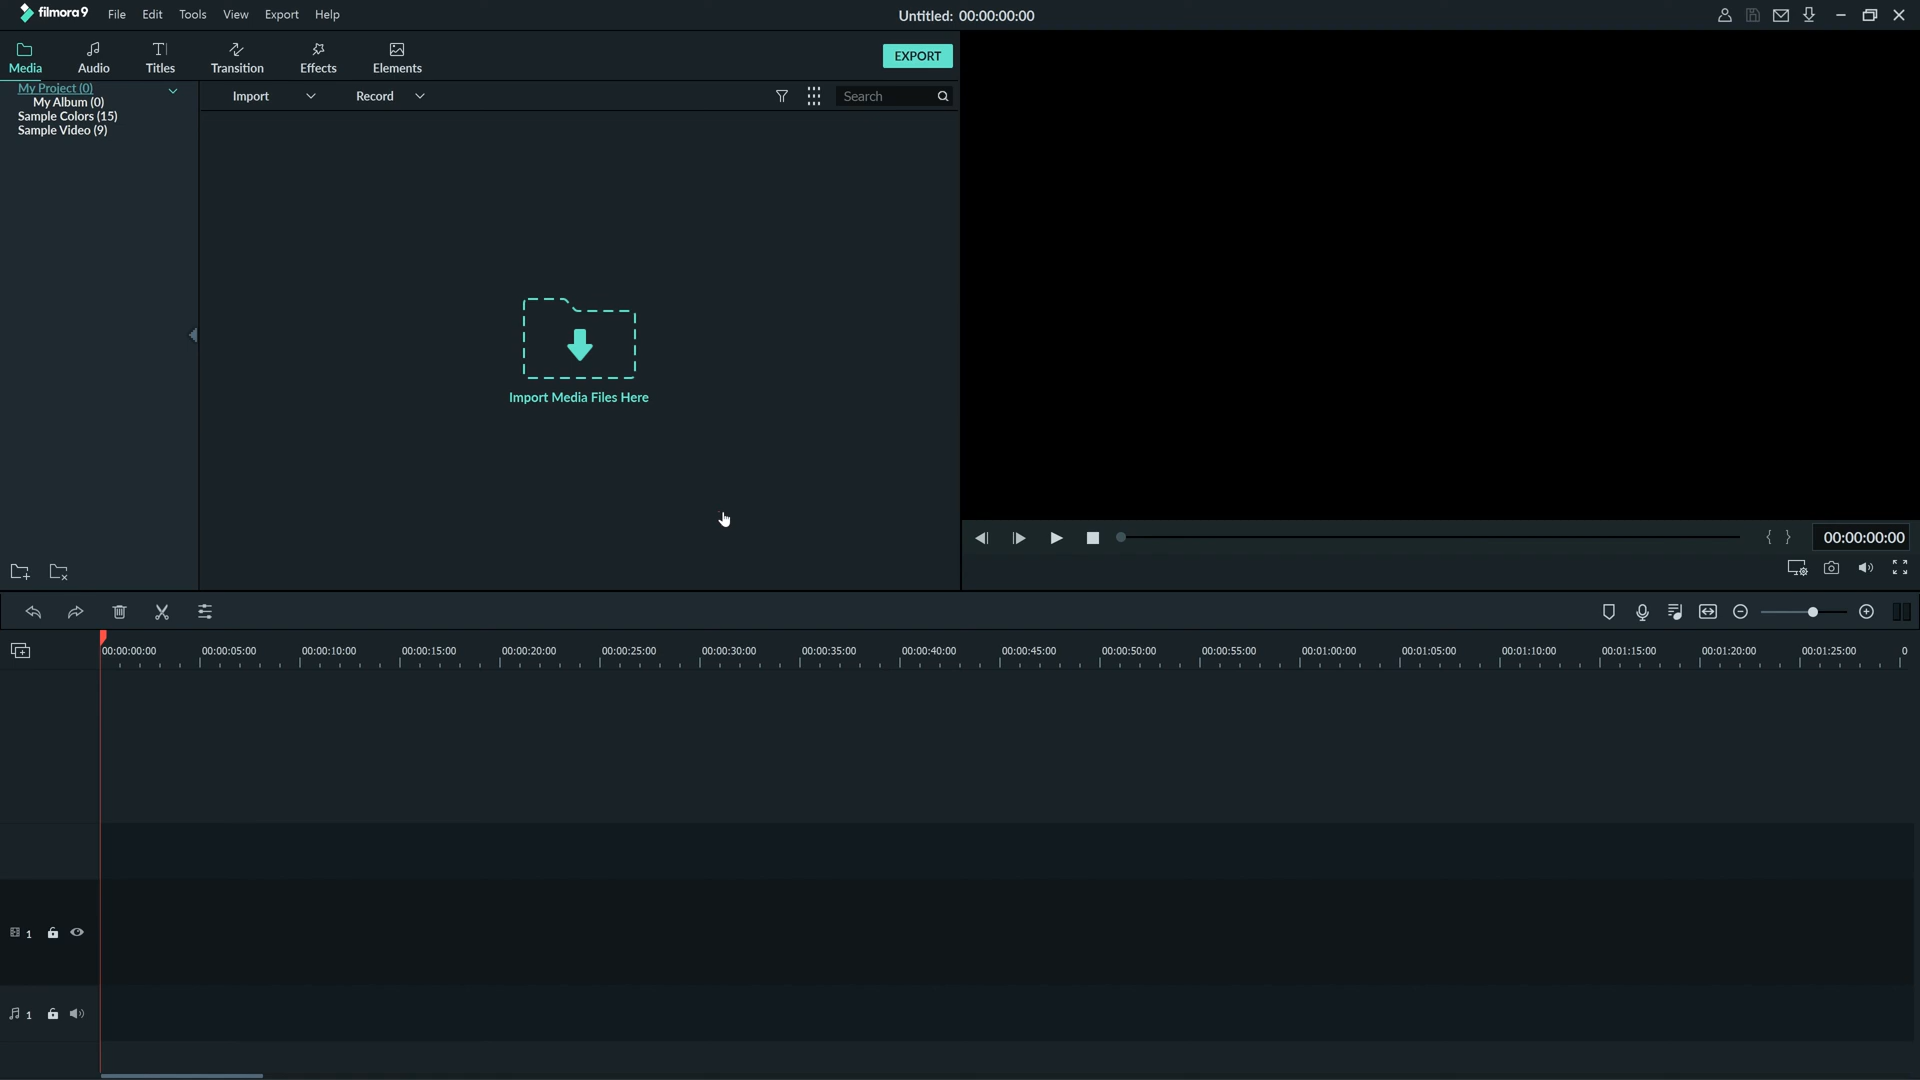 filmora9 File Edit Tools View Export Help Untitled: 00:00:00:00
Media Audio Titles Transition Effects Elements EXPORT
My Project (0)
My Album (0)
Sample Colors (15)
Sample Video (9)
Import Record Search
Import Media Files Here
{ } 00:00:00:00
00:00:00:00 00:00:05:00 00:00:10:00 00:00:15:00 00:00:20:00 00:00:25:00 00:00:30:00 00:00:35:00 00:00:40:00 00:00:45:00 00:00:50:00 00:00:55:00 00:01:00:00 00:01:05:00 00:01:10:00 00:01:15:00 00:01:20:00 00:01:25:00 0
1
1